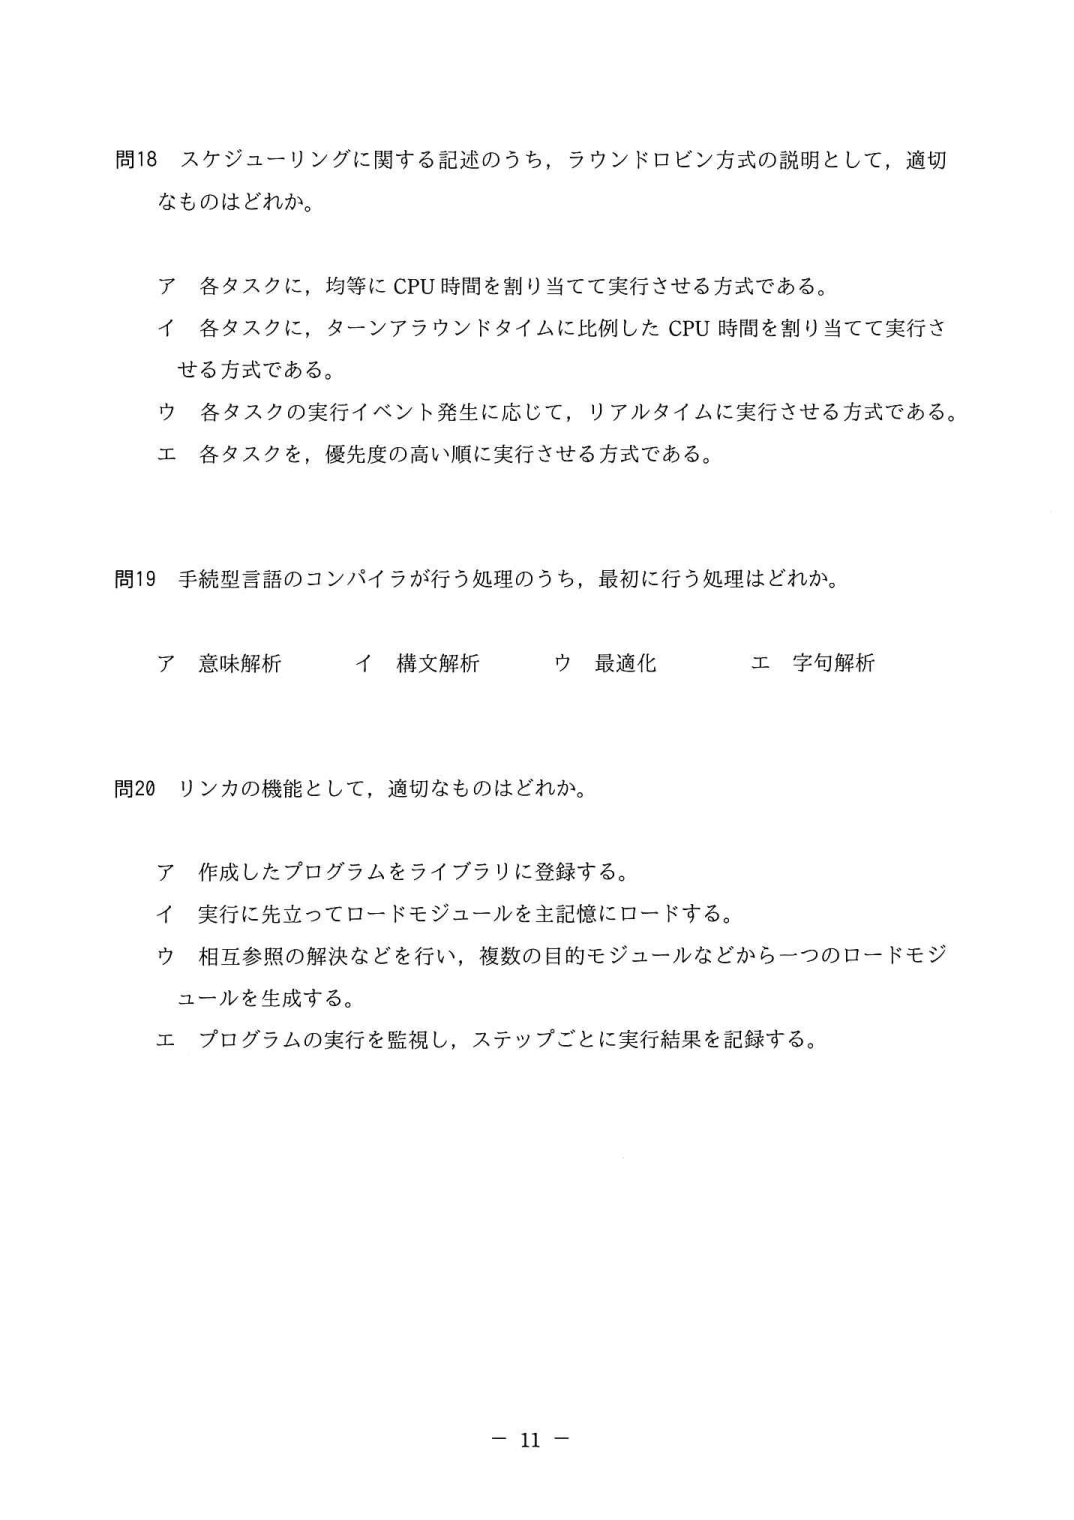 問18　スケジューリングに関する記述のうち，ラウンドロビン方式の説明として，適切
なものはどれか。
ア　各タスクに，均等に CPU 時間を割り当てて実行させる方式である。
イ　各タスクに，ターンアラウンドタイムに比例した CPU 時間を割り当てて実行さ
せる方式である。
ウ　各タスクの実行イベント発生に応じて，リアルタイムに実行させる方式である。
エ　各タスクを，優先度の高い順に実行させる方式である。
問19　手続型言語のコンパイラが行う処理のうち，最初に行う処理はどれか。
ア　意味解析　　　イ　構文解析　　　ウ　最適化　　　エ　字句解析
問20　リンカの機能として，適切なものはどれか。
ア　作成したプログラムをライブラリに登録する。
イ　実行に先立ってロードモジュールを主記憶にロードする。
ウ　相互参照の解決などを行い，複数の目的モジュールなどから一つのロードモジ
ュールを生成する。
エ　プログラムの実行を監視し，ステップごとに実行結果を記録する。
－ 11 －